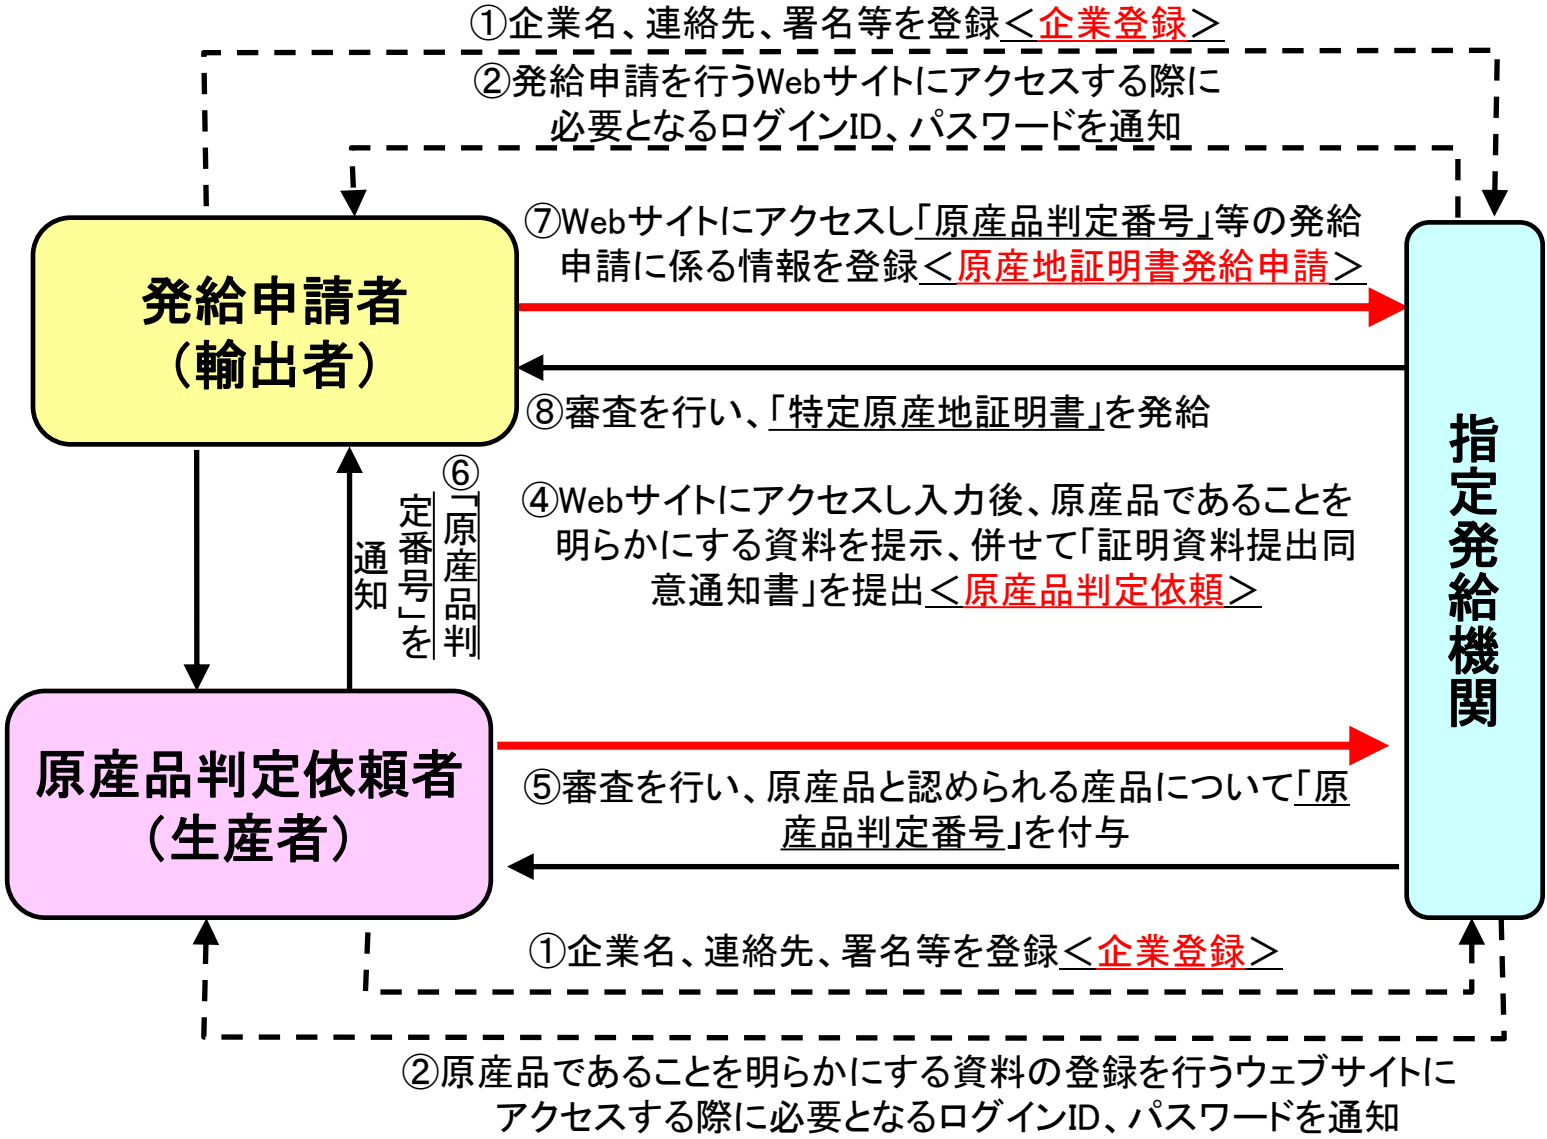 ①企業名、連絡先、署名等を登録＜企業登録＞
②発給申請を行うWebサイトにアクセスする際に
必要となるログインID、パスワードを通知
⑦Webサイトにアクセスし「原産品判定番号」等の発給
申請に係る情報を登録＜原産地証明書発給申請＞
発給申請者
（輸出者）
⑧審査を行い、「特定原産地証明書」を発給
指定発給機関
⑥「原産品判
定番号」を
通知
④Webサイトにアクセスし入力後、原産品であることを
明らかにする資料を提示、併せて「証明資料提出同
意通知書」を提出＜原産品判定依頼＞
原産品判定依頼者
（生産者）
⑤審査を行い、原産品と認められる産品について「原
産品判定番号」を付与
①企業名、連絡先、署名等を登録＜企業登録＞
②原産品であることを明らかにする資料の登録を行うウェブサイトに
アクセスする際に必要となるログインID、パスワードを通知